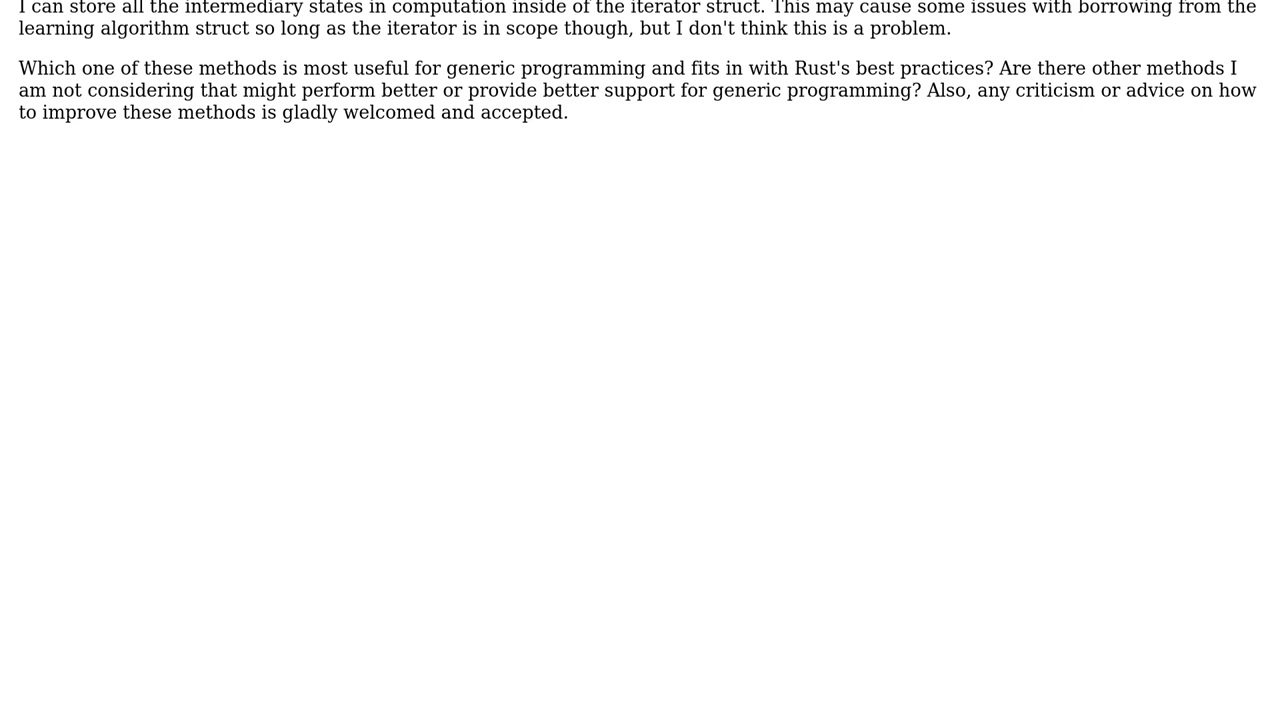 I can store all the intermediary states in computation inside of the iterator struct. This may cause some issues with borrowing from the
learning algorithm struct so long as the iterator is in scope though, but I don't think this is a problem.
Which one of these methods is most useful for generic programming and fits in with Rust's best practices? Are there other methods I
am not considering that might perform better or provide better support for generic programming? Also, any criticism or advice on how
to improve these methods is gladly welcomed and accepted.